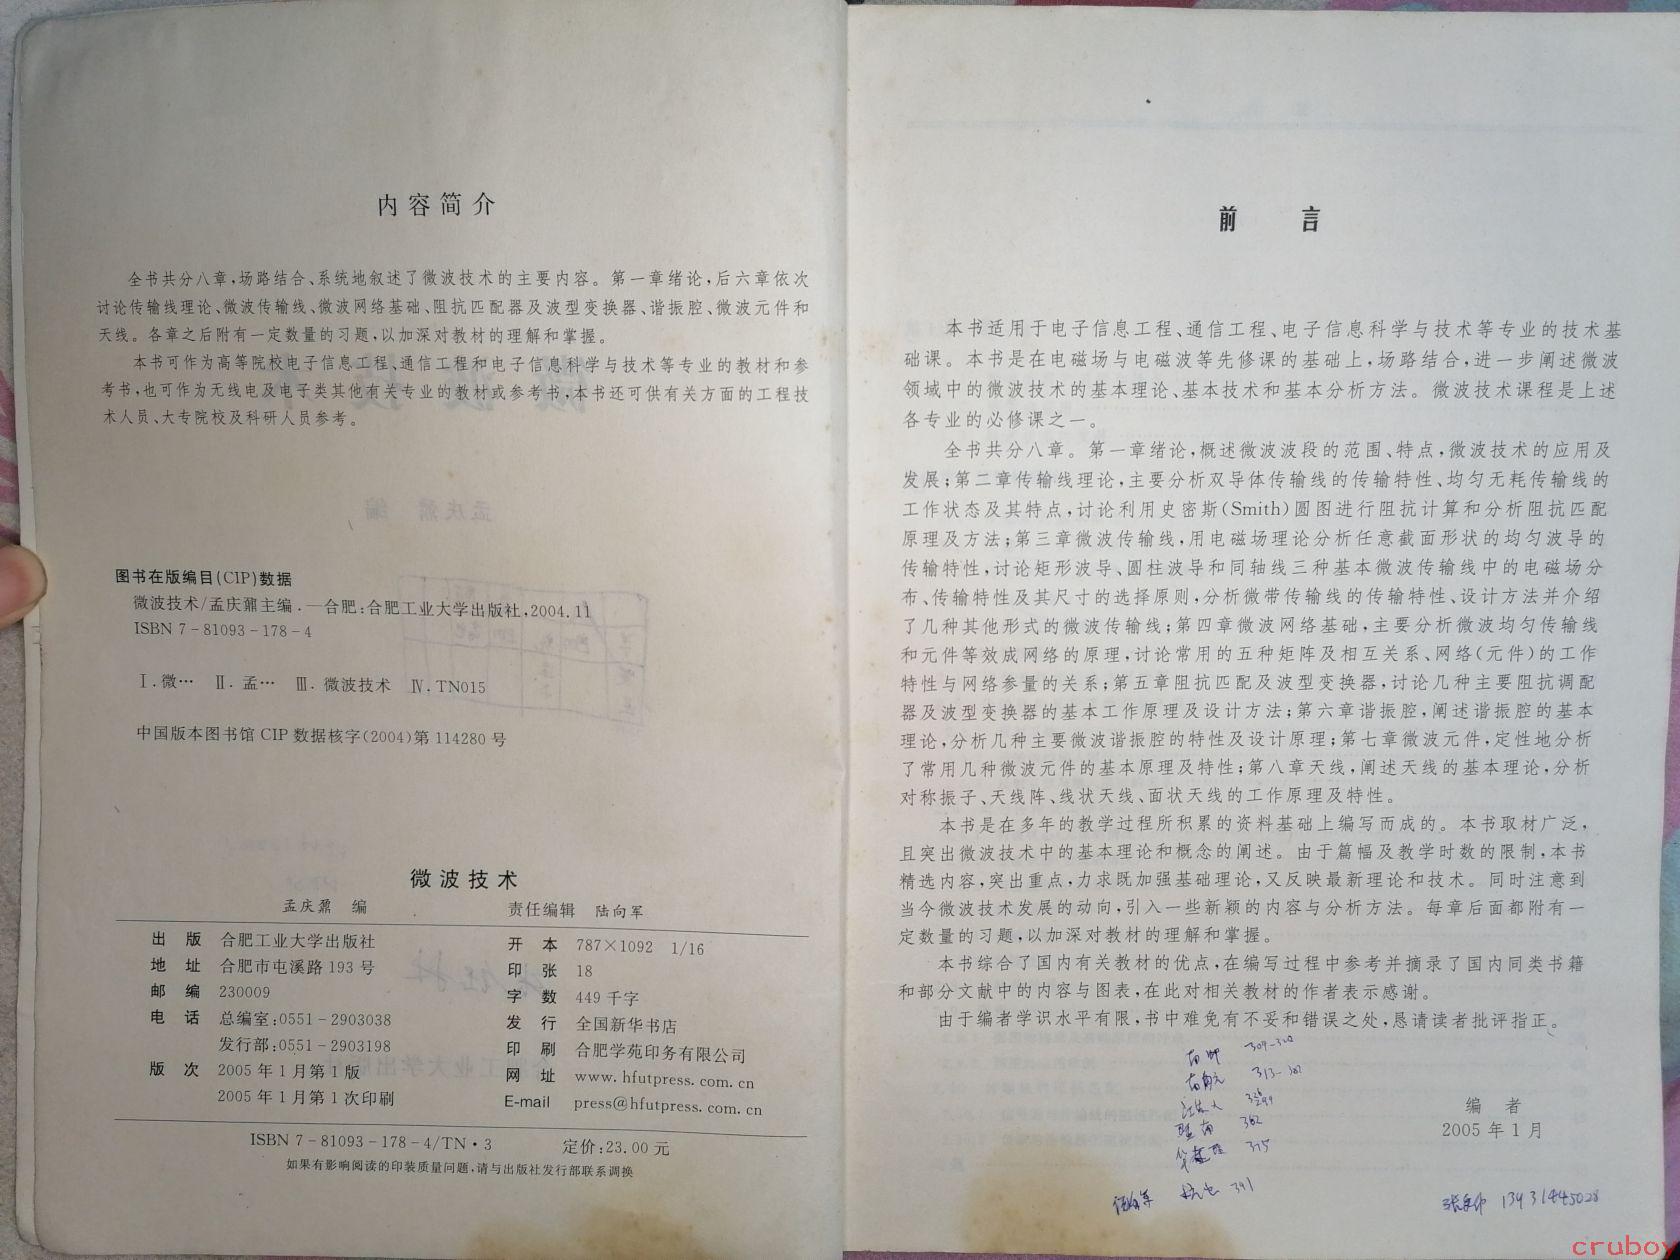 内容简介
全书共分八章,场路结合、系统地叙述了微波技术的主要内容。第一章绪论,后六章依次
讨论传输线理论、微波传输线、微波网络基础、阻抗匹配器及波型变换器、谐振腔、微波元件和
天线。各章之后附有一定数量的习题,以加深对教材的理解和掌握。
本书可作为高等院校电子信息工程、通信工程和电子信息科学与技术等专业的教材和参
考书,也可作为无线电及电子类其他有关专业的教材或参考书,本书还可供有关方面的工程技
术人员、大专院校及科研人员参考。
图书在版编目(CIP)数据
微波技术/孟庆鼐主编.—合肥:合肥工业大学出版社,2004.11
ISBN 7-81093-178-4
Ⅰ.微… Ⅱ.孟… Ⅲ.微波技术 Ⅳ.TN015
中国版本图书馆 CIP 数据核字(2004)第 114280 号
微波技术
孟庆鼐 编 责任编辑 陆向军
出版 合肥工业大学出版社 开本 787×1092 1/16
地址 合肥市屯溪路 193 号 印张 18
邮编 230009 字数 449 千字
电话 总编室:0551-2903038 发行 全国新华书店
发行部:0551-2903198 印刷 合肥学苑印务有限公司
版次 2005 年 1 月第 1 版 网址 www.hfutpress.com.cn
2005 年 1 月第 1 次印刷 E-mail press@hfutpress.com.cn
ISBN 7-81093-178-4/TN·3 定价:23.00 元
如果有影响阅读的印装质量问题,请与出版社发行部联系调换
前言
本书适用于电子信息工程、通信工程、电子信息科学与技术等专业的技术基
础课。本书是在电磁场与电磁波等先修课的基础上,场路结合,进一步阐述微波
领域中的微波技术的基本理论、基本技术和基本分析方法。微波技术课程是上述
各专业的必修课之一。
全书共分八章。第一章绪论,概述微波波段的范围、特点,微波技术的应用及
发展;第二章传输线理论,主要分析双导体传输线的传输特性、均匀无耗传输线的
工作状态及其特点,讨论利用史密斯(Smith)圆图进行阻抗计算和分析阻抗匹配
原理及方法;第三章微波传输线,用电磁场理论分析任意截面形状的均匀波导的
传输特性,讨论矩形波导、圆柱波导和同轴线三种基本微波传输线中的电磁场分
布、传输特性及其尺寸的选择原则,分析微带传输线的传输特性、设计方法并介绍
了几种其他形式的微波传输线;第四章微波网络基础,主要分析微波均匀传输线
和元件等效成网络的原理,讨论常用的五种矩阵及相互关系、网络(元件)的工作
特性与网络参量的关系;第五章阻抗匹配及波型变换器,讨论几种主要阻抗调配
器及波型变换器的基本工作原理及设计方法;第六章谐振腔,阐述谐振腔的基本
理论,分析几种主要微波谐振腔的特性及设计原理;第七章微波元件,定性地分析
了常用几种微波元件的基本原理及特性;第八章天线,阐述天线的基本理论,分析
对称振子、天线阵、线状天线、面状天线的工作原理及特性。
本书是在多年的教学过程所积累的资料基础上编写而成的。本书取材广泛,
且突出微波技术中的基本理论和概念的阐述。由于篇幅及教学时数的限制,本书
精选内容,突出重点,力求既加强基础理论,又反映最新理论和技术。同时注意到
当今微波技术发展的动向,引入一些新颖的内容与分析方法。每章后面都附有一
定数量的习题,以加深对教材的理解和掌握。
本书综合了国内有关教材的优点,在编写过程中参考并摘录了国内同类书籍
和部分文献中的内容与图表,在此对相关教材的作者表示感谢。
由于编者学识水平有限,书中难免有不妥和错误之处,恳请读者批评指正。
362
375
391
编者
2005 年 1 月
cruboy